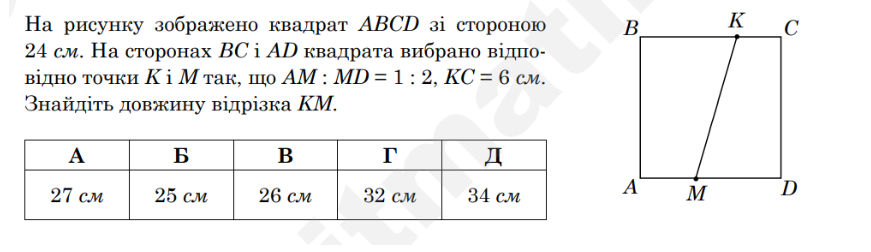 На рисунку зображено квадрат ABCD зі стороною
24 см. На сторонах BC і AD квадрата вибрано відпо-
відно точки K і M так, що AM : MD = 1 : 2, KC = 6 см.
Знайдіть довжину відрізка KM.
А Б В Г Д
27 см 25 см 26 см 32 см 34 см
B K C
A M D